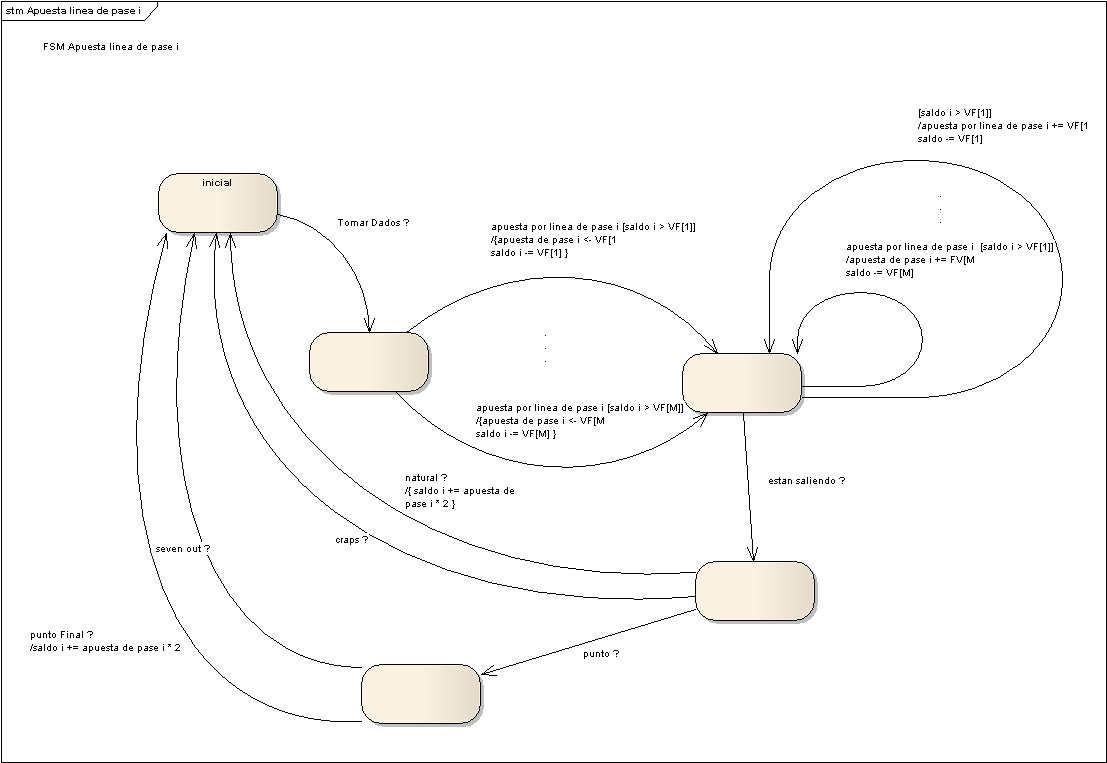 stm Apuesta linea de pase i
FSM Apuesta linea de pase i
[saldo i > VF[1]]
/apuesta por linea de pase i += VF[1
saldo -= VF[1]
inicial
Tomar Dados ?
apuesta por linea de pase i [saldo i > VF[1]]
/{apuesta de pase i <- VF[1
saldo i -= VF[1] }
.
.
.
apuesta por linea de pase i  [saldo i > VF[1]]
/apuesta de pase i += FV[M
saldo -= VF[M]
.
.
.
apuesta por linea de pase i [saldo i > VF[M]]
/{apuesta de pase i <- VF[M
saldo i -= VF[M] }
natural ?
/{ saldo i += apuesta de
pase i * 2 }
estan saliendo ?
craps ?
seven out ?
punto Final ?
/saldo i += apuesta de pase i * 2
punto ?